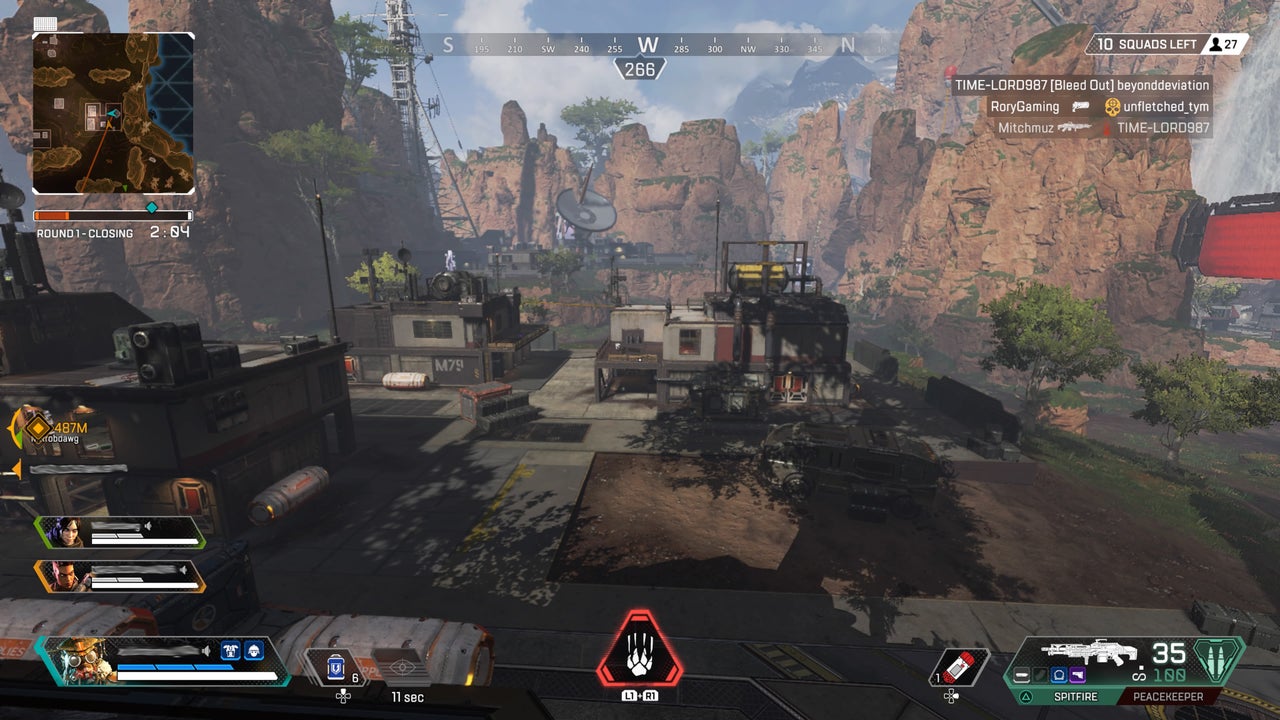 S 195 210 SW 240 255 W 285 300 NW 330 345 N
266
10 SQUADS LEFT 27
TIME-LORD987 [Bleed Out] beyonddeviation
RoryGaming unfletched_tym
Mitchmuz TIME-LORD987
ROUND 1 - CLOSING 2:04
M79
487M
6
11 sec
L1+R1
1
35
100
SPITFIRE PEACEKEEPER